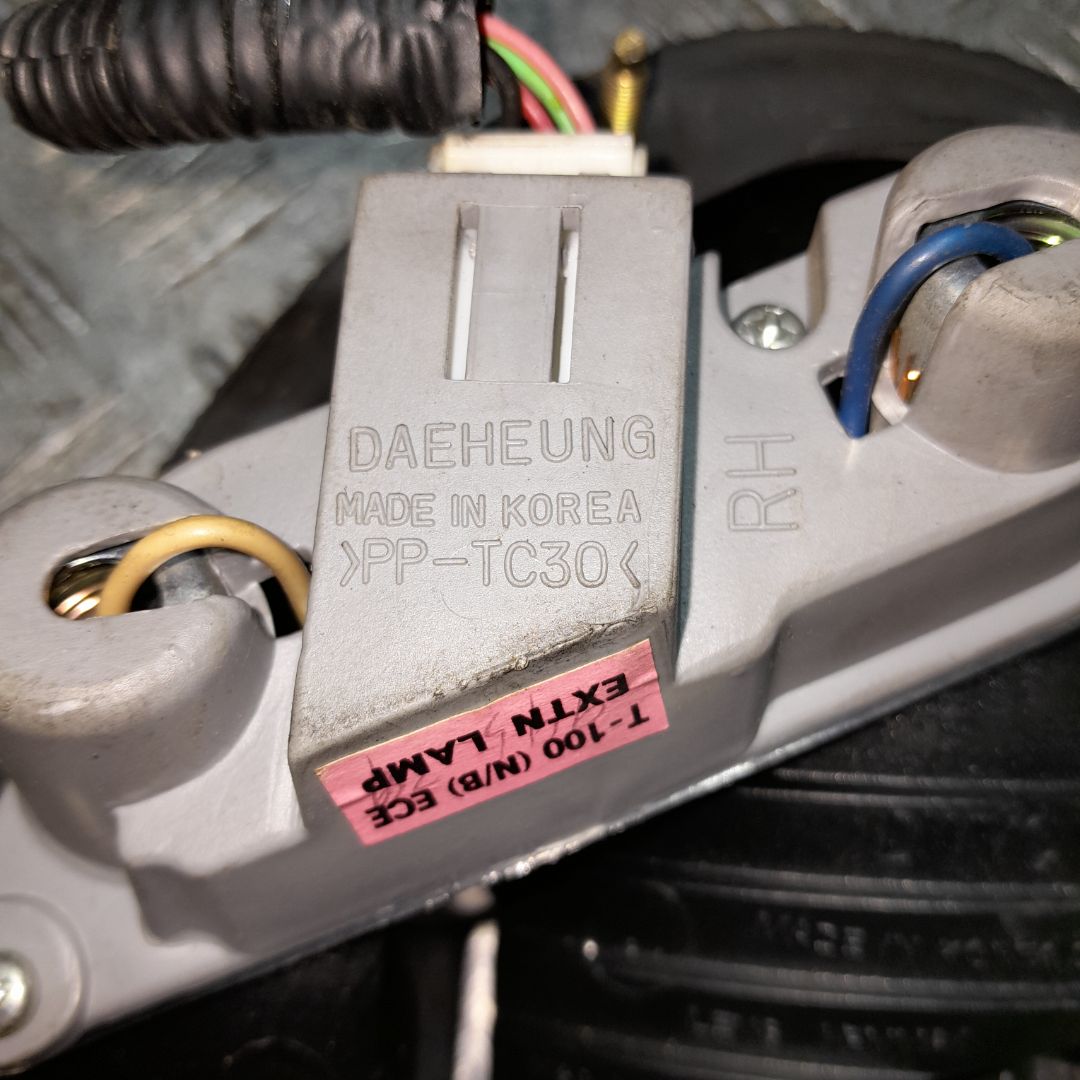 DAEHEUNG
MADE IN KOREA
>PP-TC30<
RH
T-100 (N/B) ECE
EXTN LAMP